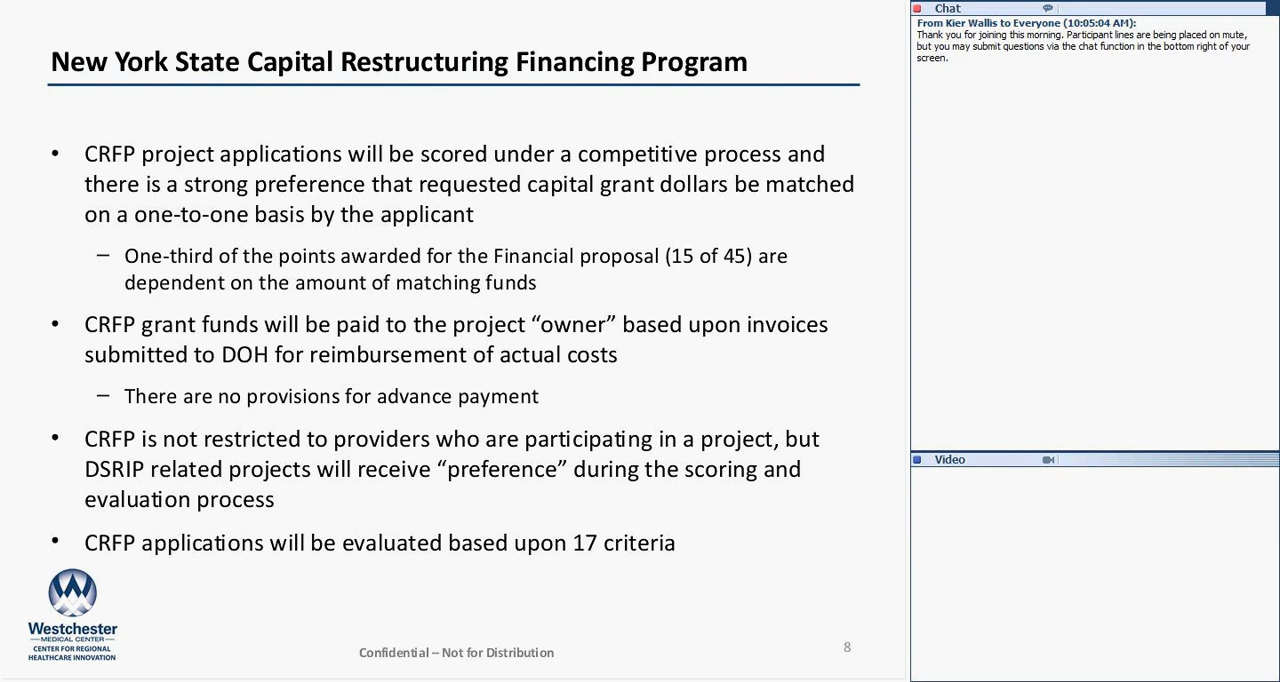 New York State Capital Restructuring Financing Program
• CRFP project applications will be scored under a competitive process and
there is a strong preference that requested capital grant dollars be matched
on a one-to-one basis by the applicant
– One-third of the points awarded for the Financial proposal (15 of 45) are
dependent on the amount of matching funds
• CRFP grant funds will be paid to the project “owner” based upon invoices
submitted to DOH for reimbursement of actual costs
– There are no provisions for advance payment
• CRFP is not restricted to providers who are participating in a project, but
DSRIP related projects will receive “preference” during the scoring and
evaluation process
• CRFP applications will be evaluated based upon 17 criteria
Westchester
MEDICAL CENTER
CENTER FOR REGIONAL
HEALTHCARE INNOVATION
Confidential – Not for Distribution
8
Chat
From Kier Wallis to Everyone (10:05:04 AM):
Thank you for joining this morning. Participant lines are being placed on mute,
but you may submit questions via the chat function in the bottom right of your
screen.
Video